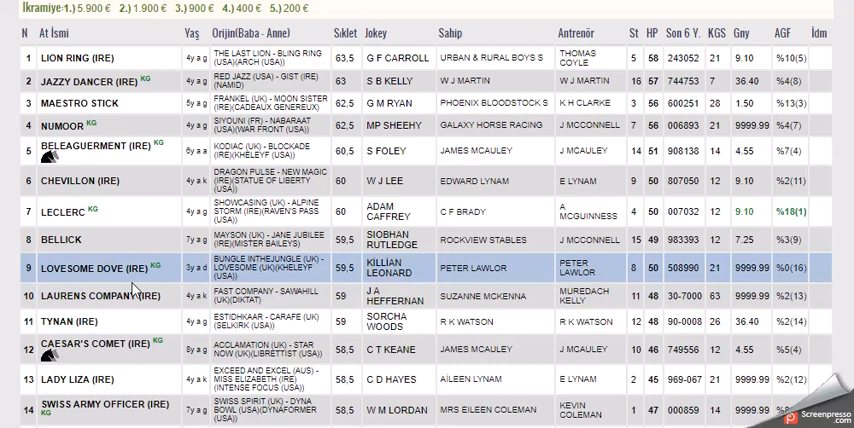 İkramiye: 1.) 5.900 € 2.) 1.900 € 3.) 900 € 4.) 400 € 5.) 200 €
N At İsmi Yaş Orijin(Baba - Anne) Sıklet Jokey Sahip Antrenör St HP Son 6 Y. KGS Gny AGF İdm
1 LION RING (IRE) 4y a g THE LAST LION - BLING RING (USA)(ARCH (USA)) 63,5 G F CARROLL URBAN & RURAL BOYS S THOMAS COYLE 5 58 243052 21 9.10 %10(5)
2 JAZZY DANCER (IRE) KG 4y a g RED JAZZ (USA) - GIST (IRE)(NAMID) 63 S B KELLY W J MARTIN W J MARTIN 16 57 744753 7 36.40 %4(8)
3 MAESTRO STICK 5y a g FRANKEL (UK) - MOON SISTER (IRE)(CADEAUX GENEREUX) 62,5 G M RYAN PHOENIX BLOODSTOCK S K H CLARKE 3 56 600251 28 1.50 %13(3)
4 NUMOOR KG 4y a g SIYOUNI (FR) - NABARAAT (USA)(WAR FRONT (USA)) 62,5 MP SHEEHY GALAXY HORSE RACING J MCCONNELL 7 56 006893 21 9999.99 %4(7)
5 BELEAGUERMENT (IRE) KG 6y a a KODIAC (UK) - BLOCKADE (IRE)(KHELEYF (USA)) 60,5 S FOLEY JAMES MCAULEY J MCAULEY 14 51 908138 14 4.55 %7(4)
6 CHEVILLON (IRE) 4y a k DRAGON PULSE - NEW MAGIC (IRE)(STATUE OF LIBERTY (USA)) 60 W J LEE EDWARD LYNAM E LYNAM 9 50 807050 12 9.10 %2(11)
7 LECLERC KG 4y a g SHOWCASING (UK) - ALPINE STORM (IRE)(RAVEN'S PASS (USA)) 60 ADAM CAFFREY C F BRADY A MCGUINNESS 4 50 007032 12 9.10 %18(1)
8 BELLICK 7y a g MAYSON (UK) - JANE JUBILEE (IRE)(MISTER BAILEYS) 59,5 SIOBHAN RUTLEDGE ROCKVIEW STABLES J MCCONNELL 15 49 983393 12 7.25 %3(9)
9 LOVESOME DOVE (IRE) KG 3y a d BUNGLE INTHEJUNGLE (UK) - LOVESOME (UK)(KHELEYF (USA)) 59,5 KİLLİAN LEONARD PETER LAWLOR PETER LAWLOR 8 50 508990 21 9999.99 %0(16)
10 LAURENS COMPANY (IRE) 4y a k FAST COMPANY - SAWAHILL (UK)(DIKTAT) 59 J A HEFFERNAN SUZANNE MCKENNA MUREDACH KELLY 11 48 30-7000 63 9999.99 %2(13)
11 TYNAN (IRE) 4y a g ESTIDHKAAR - CARAFE (UK)(SELKIRK (USA)) 59 SORCHA WOODS R K WATSON R K WATSON 12 48 90-0008 26 36.40 %2(14)
12 CAESAR'S COMET (IRE) KG 8y a g ACCLAMATION (UK) - STAR NOW (UK)(LIBRETTIST (USA)) 58,5 C T KEANE JAMES MCAULEY J MCAULEY 10 46 749556 12 4.55 %5(4)
13 LADY LIZA (IRE) 4y a k EXCEED AND EXCEL (AUS) - MISS ELIZABETH (IRE)(INTENSE FOCUS (USA)) 58,5 C D HAYES AİLEEN LYNAM E LYNAM 2 45 969-067 21 9999.99 %2(12)
14 SWISS ARMY OFFICER (IRE) KG 7y a g SWISS SPIRIT (UK) - DYNA BOWL (USA)(DYNAFORMER (USA)) 58,5 W M LORDAN MRS EILEEN COLEMAN KEVIN COLEMAN 1 47 000859 14 9999.99
Screenpresso.com